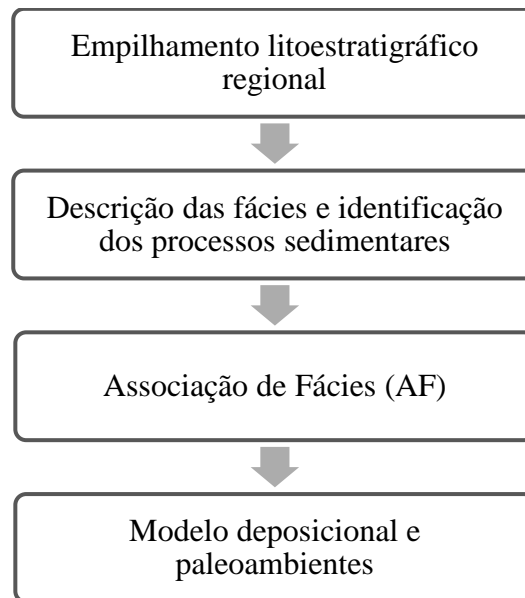 Empilhamento litoestratigráfico
regional
Descrição das fácies e identificação
dos processos sedimentares
Associação de Fácies (AF)
Modelo deposicional e
paleoambientes